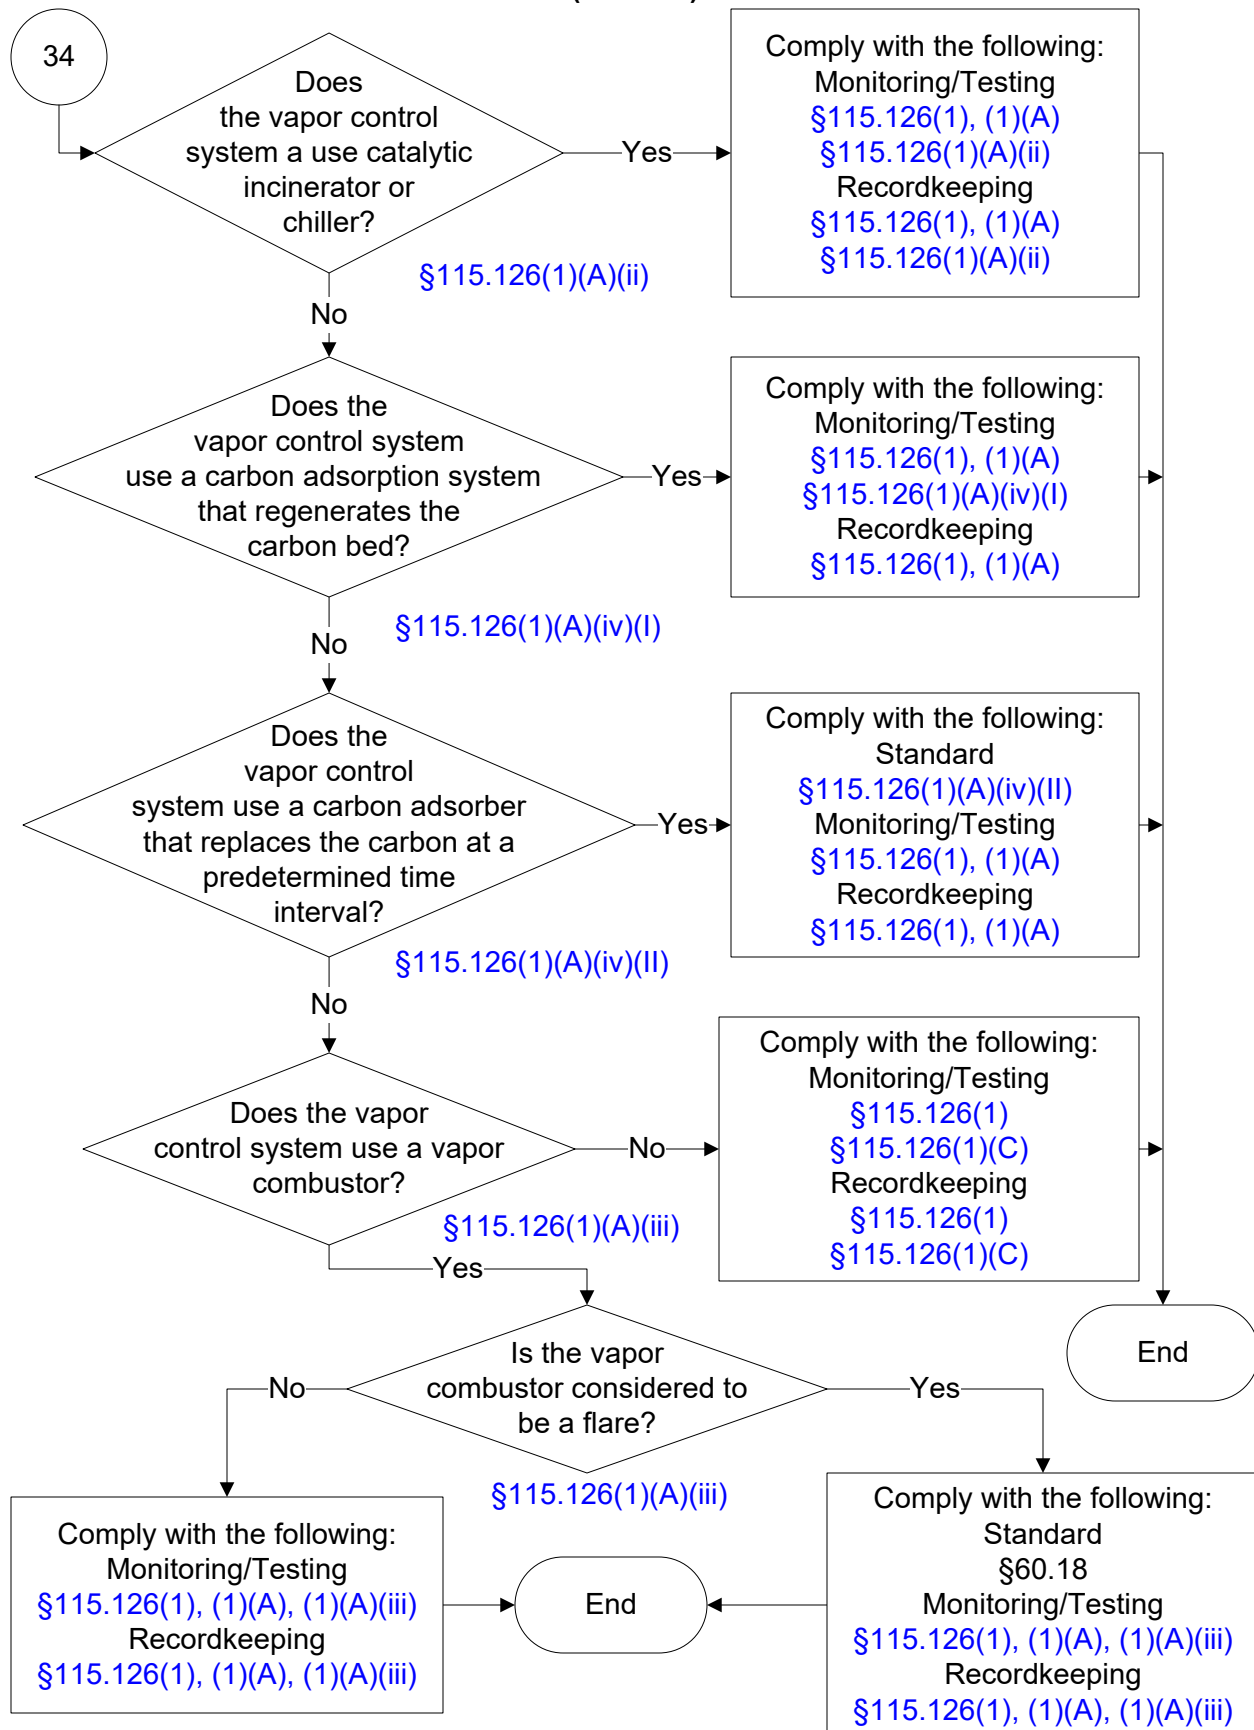 34
Does
the vapor control
system a use catalytic
incinerator or
chiller?
§115.126(1)(A)(ii)
Yes
Comply with the following:
Monitoring/Testing
§115.126(1), (1)(A)
§115.126(1)(A)(ii)
Recordkeeping
§115.126(1), (1)(A)
§115.126(1)(A)(ii)
No
Does the
vapor control system
use a carbon adsorption system
that regenerates the
carbon bed?
§115.126(1)(A)(iv)(I)
Yes
Comply with the following:
Monitoring/Testing
§115.126(1), (1)(A)
§115.126(1)(A)(iv)(I)
Recordkeeping
§115.126(1), (1)(A)
No
Does the
vapor control
system use a carbon adsorber
that replaces the carbon at a
predetermined time
interval?
§115.126(1)(A)(iv)(II)
Yes
Comply with the following:
Standard
§115.126(1)(A)(iv)(II)
Monitoring/Testing
§115.126(1), (1)(A)
Recordkeeping
§115.126(1), (1)(A)
No
Does the vapor
control system use a vapor
combustor?
§115.126(1)(A)(iii)
No
Comply with the following:
Monitoring/Testing
§115.126(1)
§115.126(1)(C)
Recordkeeping
§115.126(1)
§115.126(1)(C)
End
Yes
Is the vapor
combustor considered to
be a flare?
§115.126(1)(A)(iii)
No
Comply with the following:
Monitoring/Testing
§115.126(1), (1)(A), (1)(A)(iii)
Recordkeeping
§115.126(1), (1)(A), (1)(A)(iii)
End
Yes
Comply with the following:
Standard
§60.18
Monitoring/Testing
§115.126(1), (1)(A), (1)(A)(iii)
Recordkeeping
§115.126(1), (1)(A), (1)(A)(iii)